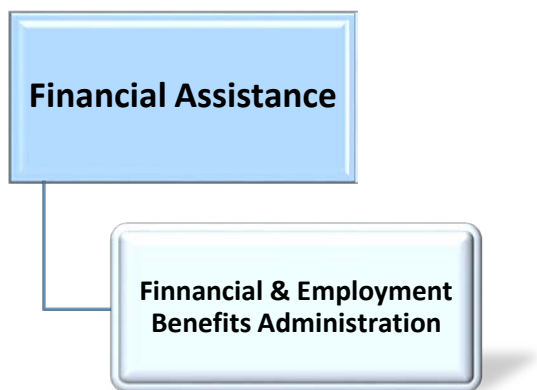 Financial Assistance
Finnancial & Employment
Benefits Administration